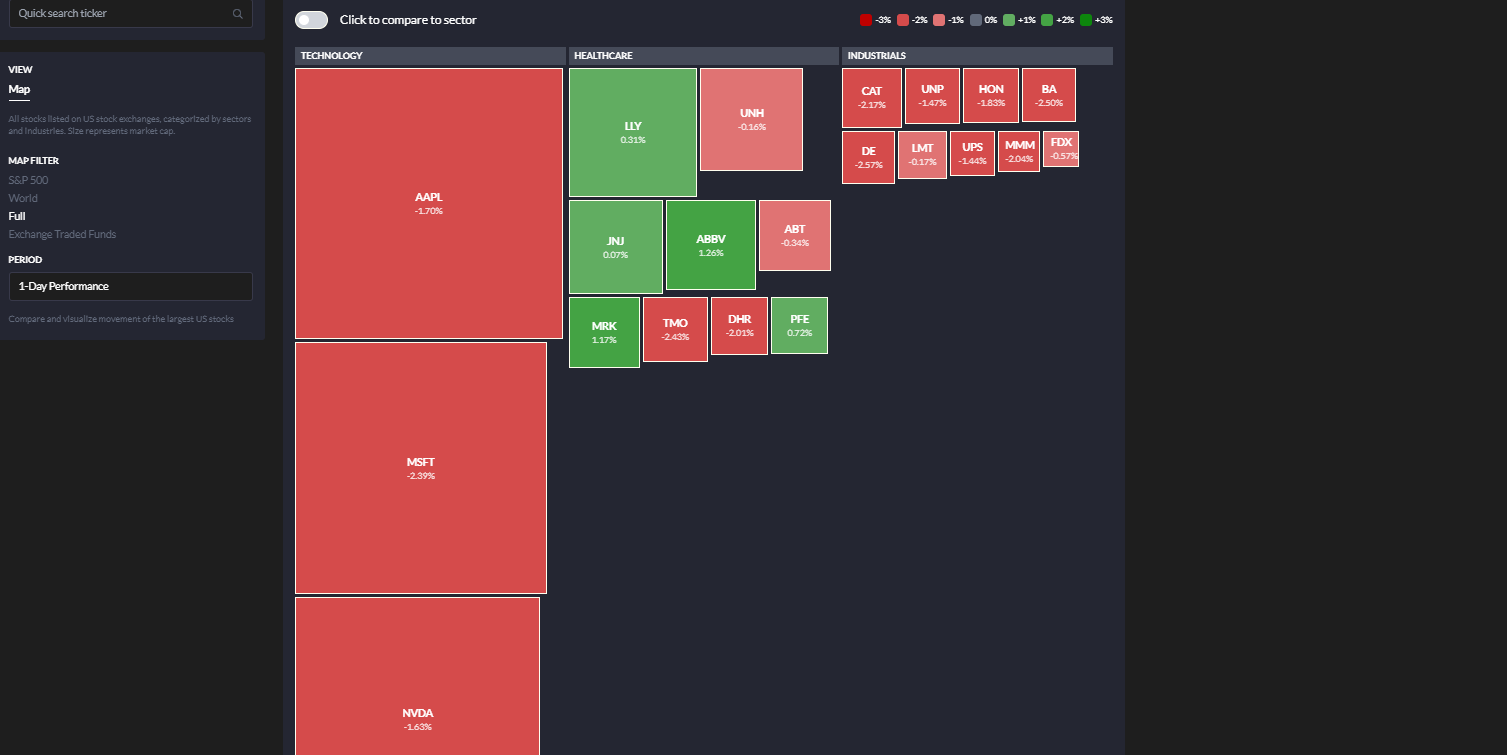 Quick search ticker
VIEW
Map
All stocks listed on US stock exchanges, categorized by sectors
and industries. Size represents market cap.
MAP FILTER
S&P 500
World
Full
Exchange Traded Funds
PERIOD
1-Day Performance
Compare and visualize movement of the largest US stocks
Click to compare to sector
-3% -2% -1% 0% +1% +2% +3%
TECHNOLOGY
AAPL
-1.70%
MSFT
-2.39%
NVDA
-1.63%
HEALTHCARE
LLY
0.31%
UNH
-0.16%
JNJ
0.07%
ABBV
1.26%
ABT
-0.34%
MRK
1.17%
TMO
-2.43%
DHR
-2.01%
PFE
0.72%
INDUSTRIALS
CAT
-2.17%
UNP
-1.47%
HON
-1.83%
BA
-2.50%
DE
-2.57%
LMT
-0.17%
UPS
-1.44%
MMM
-2.04%
FDX
-0.57%